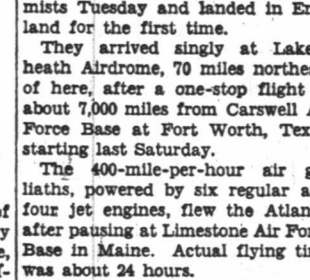 mists Tuesday and landed in En
land for the first time.
They arrived singly at Lake
heath Airdrome, 70 miles northe
of here, after a one-stop flight
about 7,000 miles from Carswell A
Force Base at Fort Worth, Tex
starting last Saturday.
The 400-mile-per-hour air g
liaths, powered by six regular a
of four jet engines, flew the Atlan
y after pausing at Limestone Air For
e, Base in Maine. Actual flying tim
f- was about 24 hours.